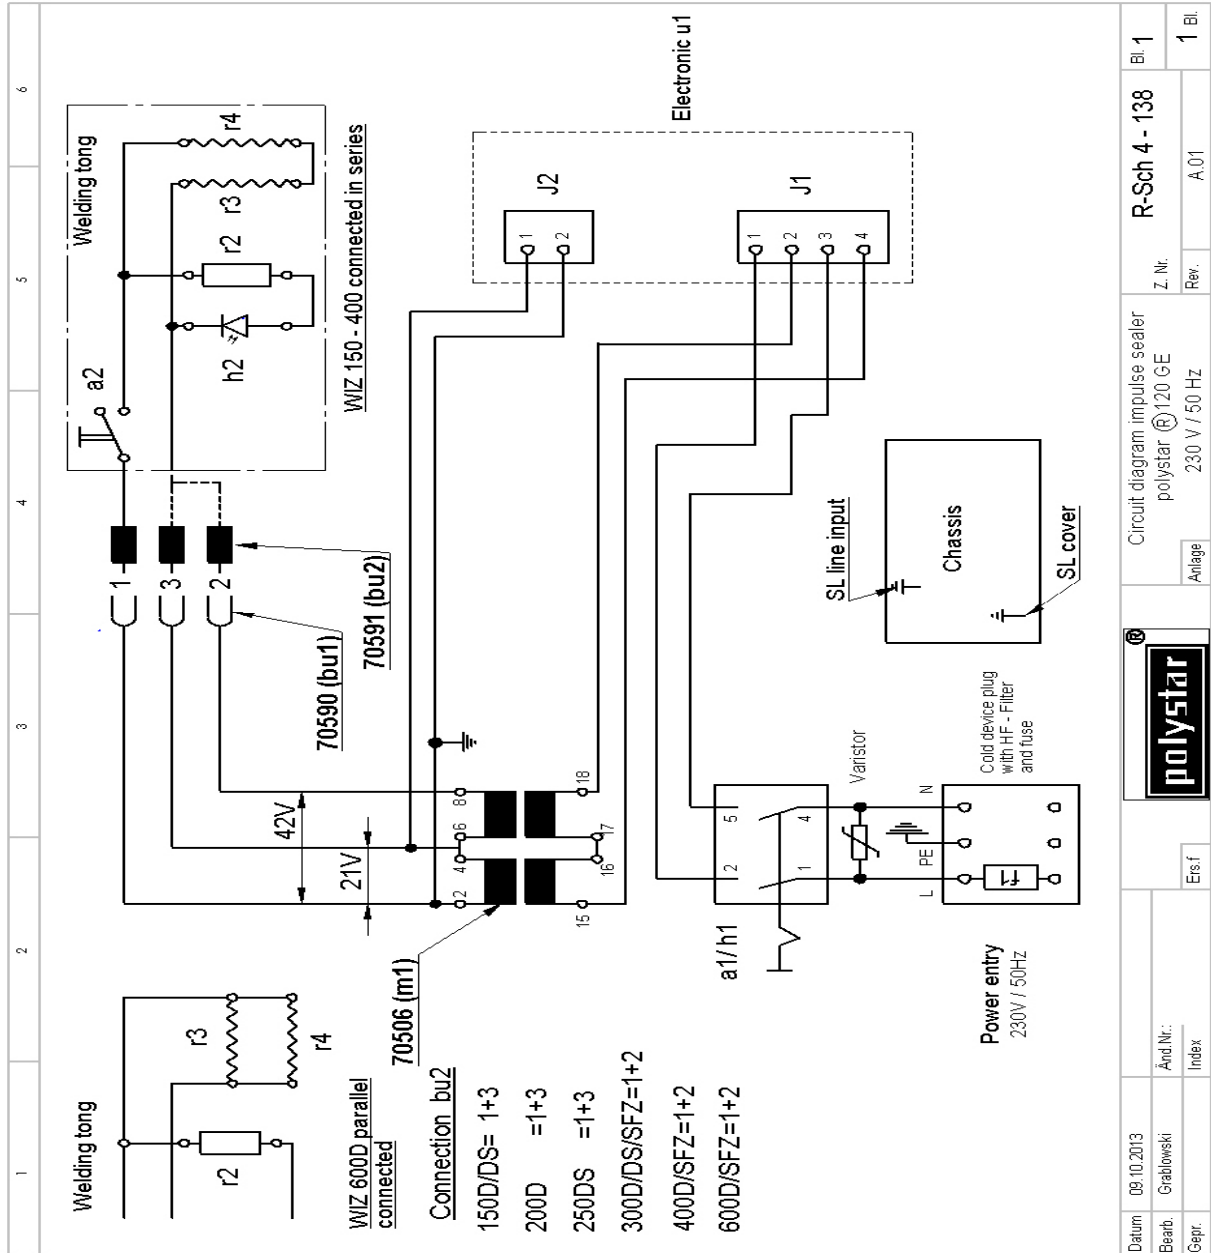 1
2
3
4
5
6
Welding tong
r2
r3
r4
WIZ 600D parallel
connected
Connection bu2
150D/DS= 1+3
200D =1+3
250DS =1+3
300D/DS/SFZ=1+2
400D/SFZ=1+2
600D/SFZ=1+2
70506 (m1)
42V
21V
2
4
6
8
15
16
17
18
70590 (bu1)
70591 (bu2)
1
3
2
a2
Welding tong
h2
r2
r3
r4
WIZ 150 - 400 connected in series
J2
1
2
Electronic u1
J1
1
2
3
4
a1/ h1
2
5
1
4
Varistor
L
PE
N
f1
Power entry
230V / 50Hz
Cold device plug
with HF - Filter
and fuse
SL line input
Chassis
SL cover
Datum
09.10.2013
Bearb.
Grablowski
Gepr.
Änd.Nr.:
Index
Ers.f
polystar
®
Circuit diagram impulse sealer
polystar ® 120 GE
230 V / 50 Hz
Anlage
Z. Nr.
R-Sch 4 - 138
Rev.
A.01
Bl. 1
1 Bl.